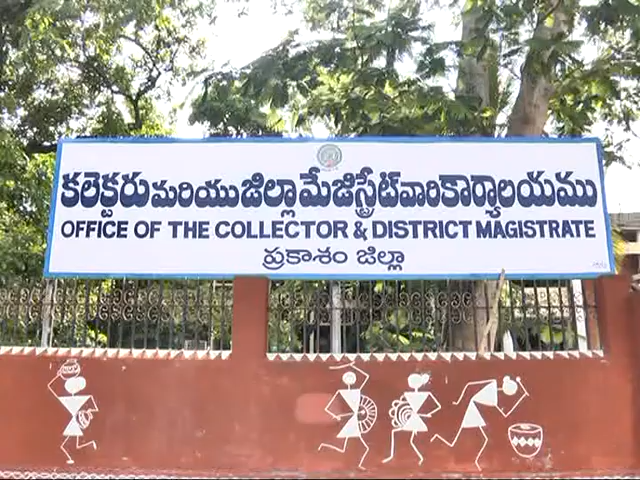 కలెక్టరు మరియు జిల్లా మేజిస్ట్రేట్ వారి కార్యాలయము
OFFICE OF THE COLLECTOR & DISTRICT MAGISTRATE
ప్రకాశం జిల్లా